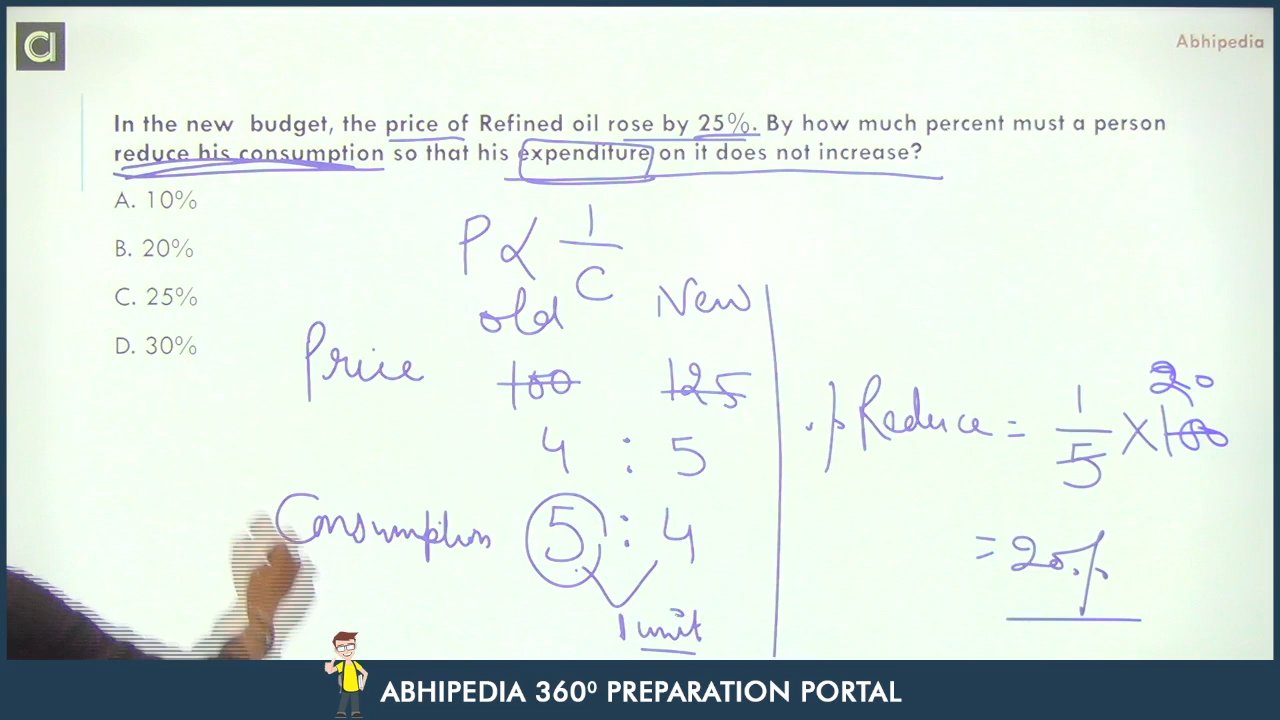 Abhipedia
In the new budget, the price of Refined oil rose by 25%. By how much percent must a person
reduce his consumption so that his expenditure on it does not increase?
A. 10%
B. 20%
C. 25%
D. 30%
P ∝ 1/C
old New
Price 100 125
4 : 5
Consumption 5 : 4
1 unit
% Reduce = 1/5 × 100 20
= 20%
ABHIPEDIA 360⁰ PREPARATION PORTAL